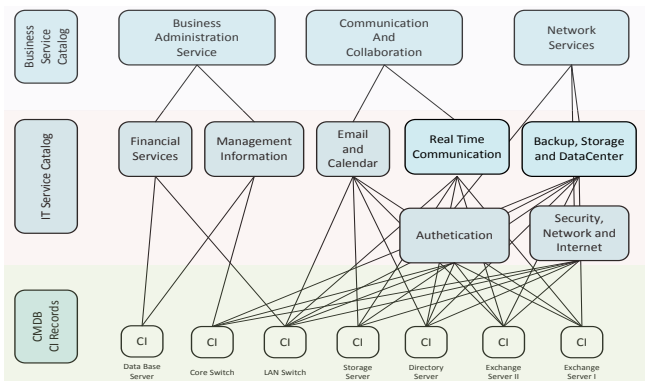 Business
Service
Catalog
Business
Administration
Service
Communication
And
Collaboration
Network
Services
IT Service Catalog
Financial
Services
Management
Information
Email
and
Calendar
Real Time
Communication
Backup, Storage
and DataCenter
Authetication
Security,
Network and
Internet
CMDB
CI Records
CI
CI
CI
CI
CI
CI
CI
Data Base
Server
Core Switch
LAN Switch
Storage
Server
Directory
Server
Exchange
Server II
Exchange
Server I